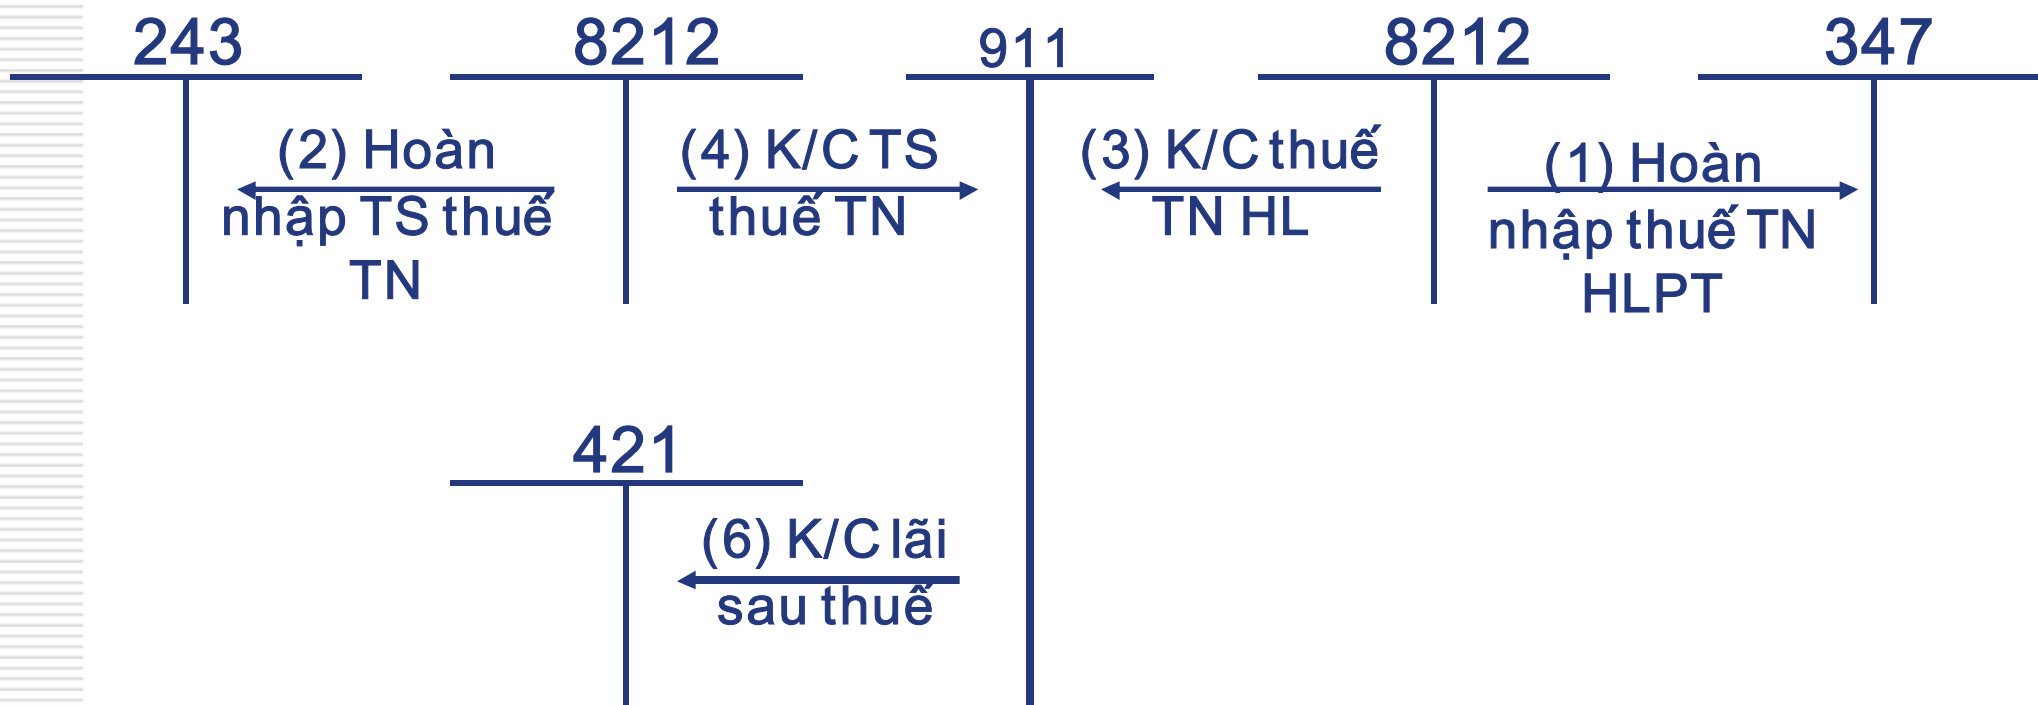 243
8212
911
8212
347
(2) Hoàn
nhập TS thuế
TN
(4) K/C TS
thuế TN
(3) K/C thuế
TN HL
(1) Hoàn
nhập thuế TN
HLPT
421
(6) K/C lãi
sau thuế